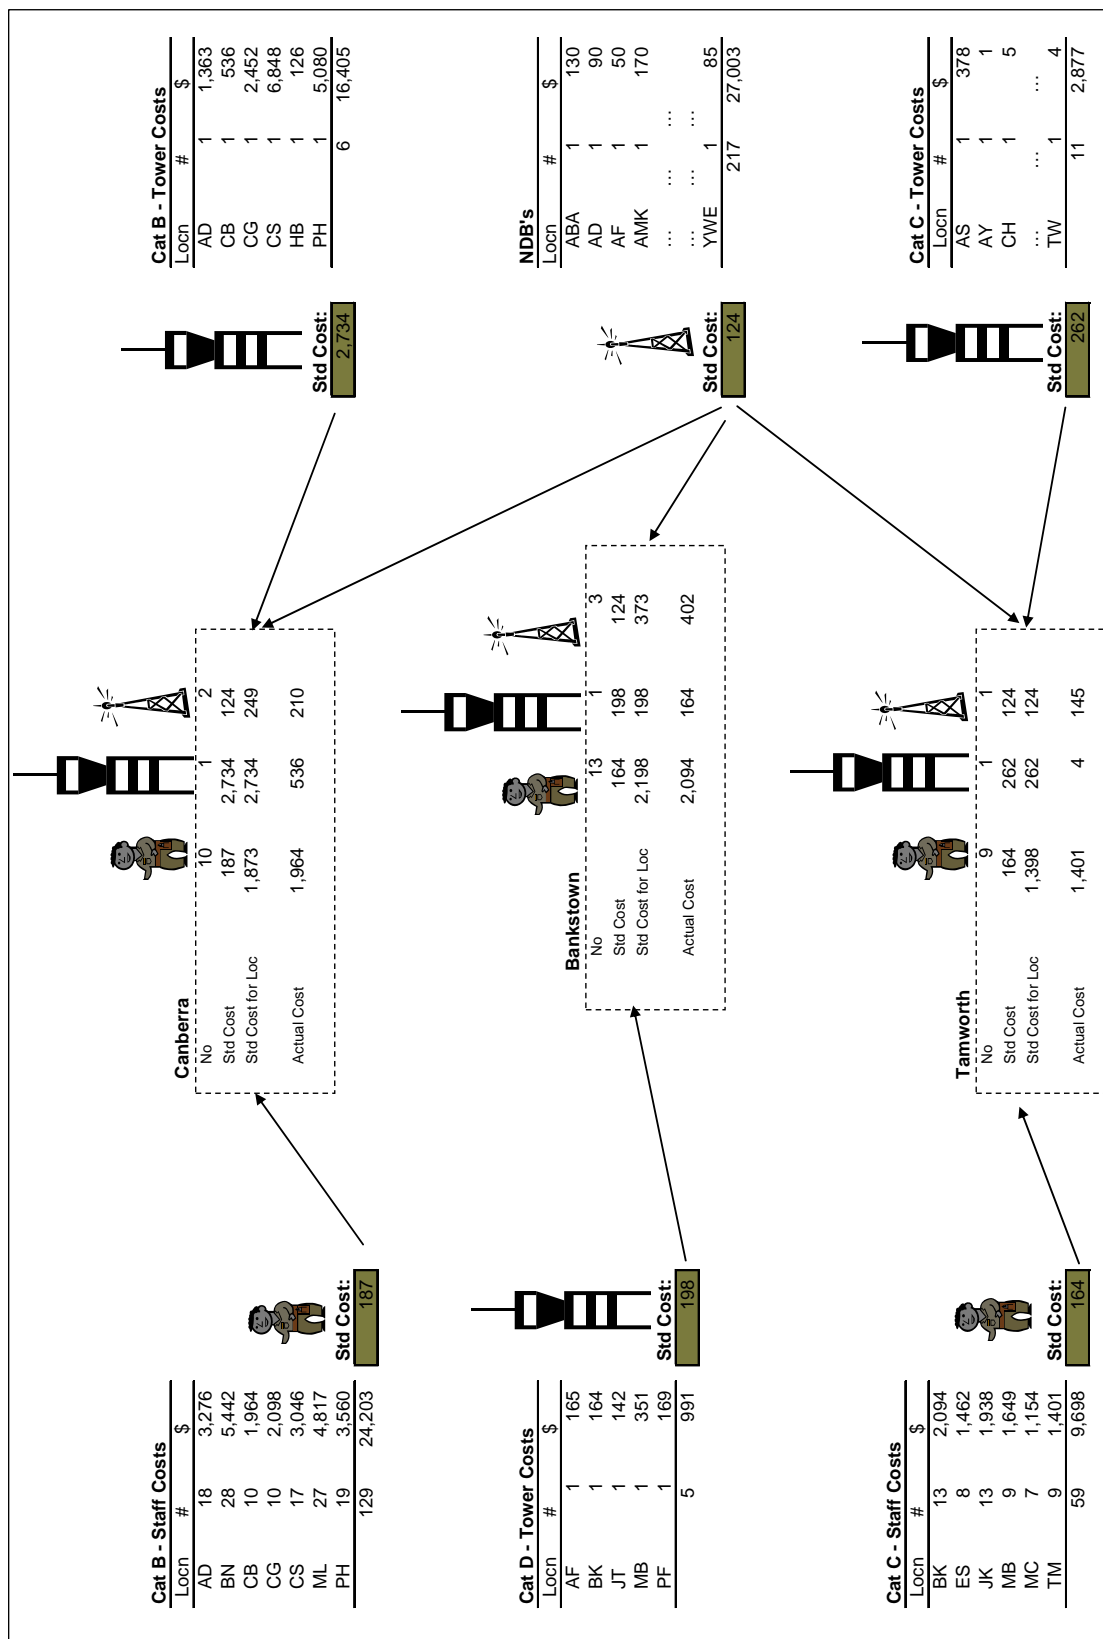 Cat B - Staff Costs
Locn # $
AD 18 3,276
BN 28 5,442
CB 10 1,964
CG 10 2,098
CS 17 3,046
ML 27 4,817
PH 19 3,560
129 24,203
Std Cost:
187
Cat D - Tower Costs
Locn # $
AF 1 165
BK 1 164
JT 1 142
MB 1 351
PF 1 169
5 991
Std Cost:
198
Cat C - Staff Costs
Locn # $
BK 13 2,094
ES 8 1,462
JK 13 1,938
MB 9 1,649
MC 7 1,154
TM 9 1,401
59 9,698
Std Cost:
164
Canberra
No 10 1 2
Std Cost 187 2,734 124
Std Cost for Loc 1,873 2,734 249
Actual Cost 1,964 536 210
Bankstown
No 13 1 3
Std Cost 164 198 124
Std Cost for Loc 2,198 198 373
Actual Cost 2,094 164 402
Tamworth
No 9 1 1
Std Cost 164 262 124
Std Cost for Loc 1,398 262 124
Actual Cost 1,401 4 145
Cat B - Tower Costs
Locn # $
AD 1 1,363
CB 1 536
CG 1 2,452
CS 1 6,848
HB 1 126
PH 1 5,080
6 16,405
Std Cost:
2,734
NDB's
Locn # $
ABA 1 130
AD 1 90
AF 1 50
AMK 1 170
… … …
… … …
YWE 1 85
217 27,003
Std Cost:
124
Cat C - Tower Costs
Locn # $
AS 1 378
AY 1 1
CH 1 5
… … …
TW 1 4
11 2,877
Std Cost:
262